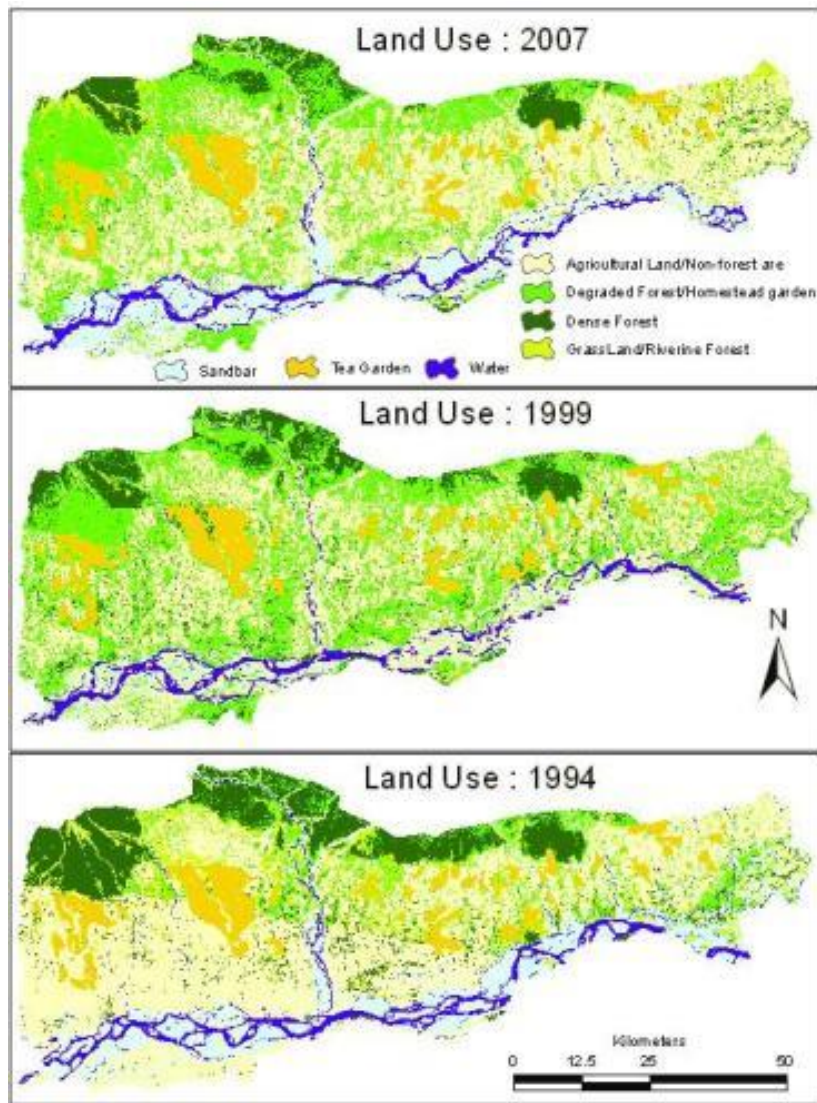 Land Use : 2007
Agricultural Land/Non-forest are
Degraded Forest/Homestead garden
Dense Forest
GrassLand/Riverine Forest
Sandbar Tea Garden Water
Land Use : 1999
N
Land Use : 1994
Kilometers
0 12.5 25 50